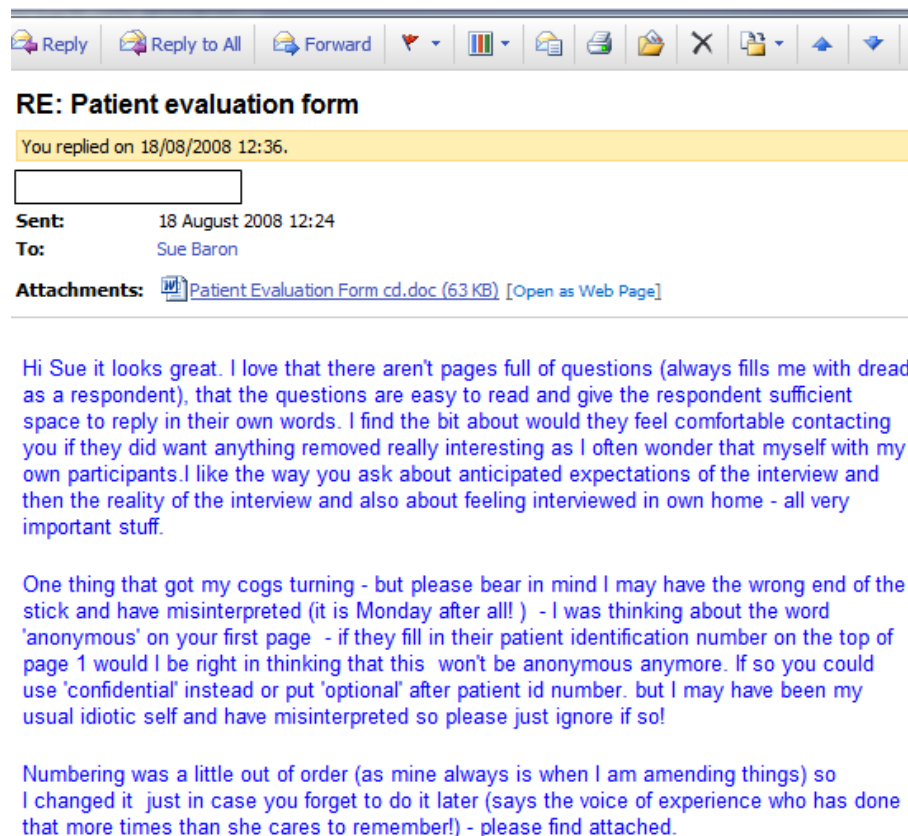 Reply Reply to All Forward
RE: Patient evaluation form
You replied on 18/08/2008 12:36.
Sent: 18 August 2008 12:24
To: Sue Baron
Attachments: Patient Evaluation Form cd.doc (63 KB) [Open as Web Page]
Hi Sue it looks great. I love that there aren't pages full of questions (always fills me with dread
as a respondent), that the questions are easy to read and give the respondent sufficient
space to reply in their own words. I find the bit about would they feel comfortable contacting
you if they did want anything removed really interesting as I often wonder that myself with my
own participants.I like the way you ask about anticipated expectations of the interview and
then the reality of the interview and also about feeling interviewed in own home - all very
important stuff.
One thing that got my cogs turning - but please bear in mind I may have the wrong end of the
stick and have misinterpreted (it is Monday after all! ) - I was thinking about the word
'anonymous' on your first page - if they fill in their patient identification number on the top of
page 1 would I be right in thinking that this won't be anonymous anymore. If so you could
use 'confidential' instead or put 'optional' after patient id number. but I may have been my
usual idiotic self and have misinterpreted so please just ignore if so!
Numbering was a little out of order (as mine always is when I am amending things) so
I changed it just in case you forget to do it later (says the voice of experience who has done
that more times than she cares to remember!) - please find attached.